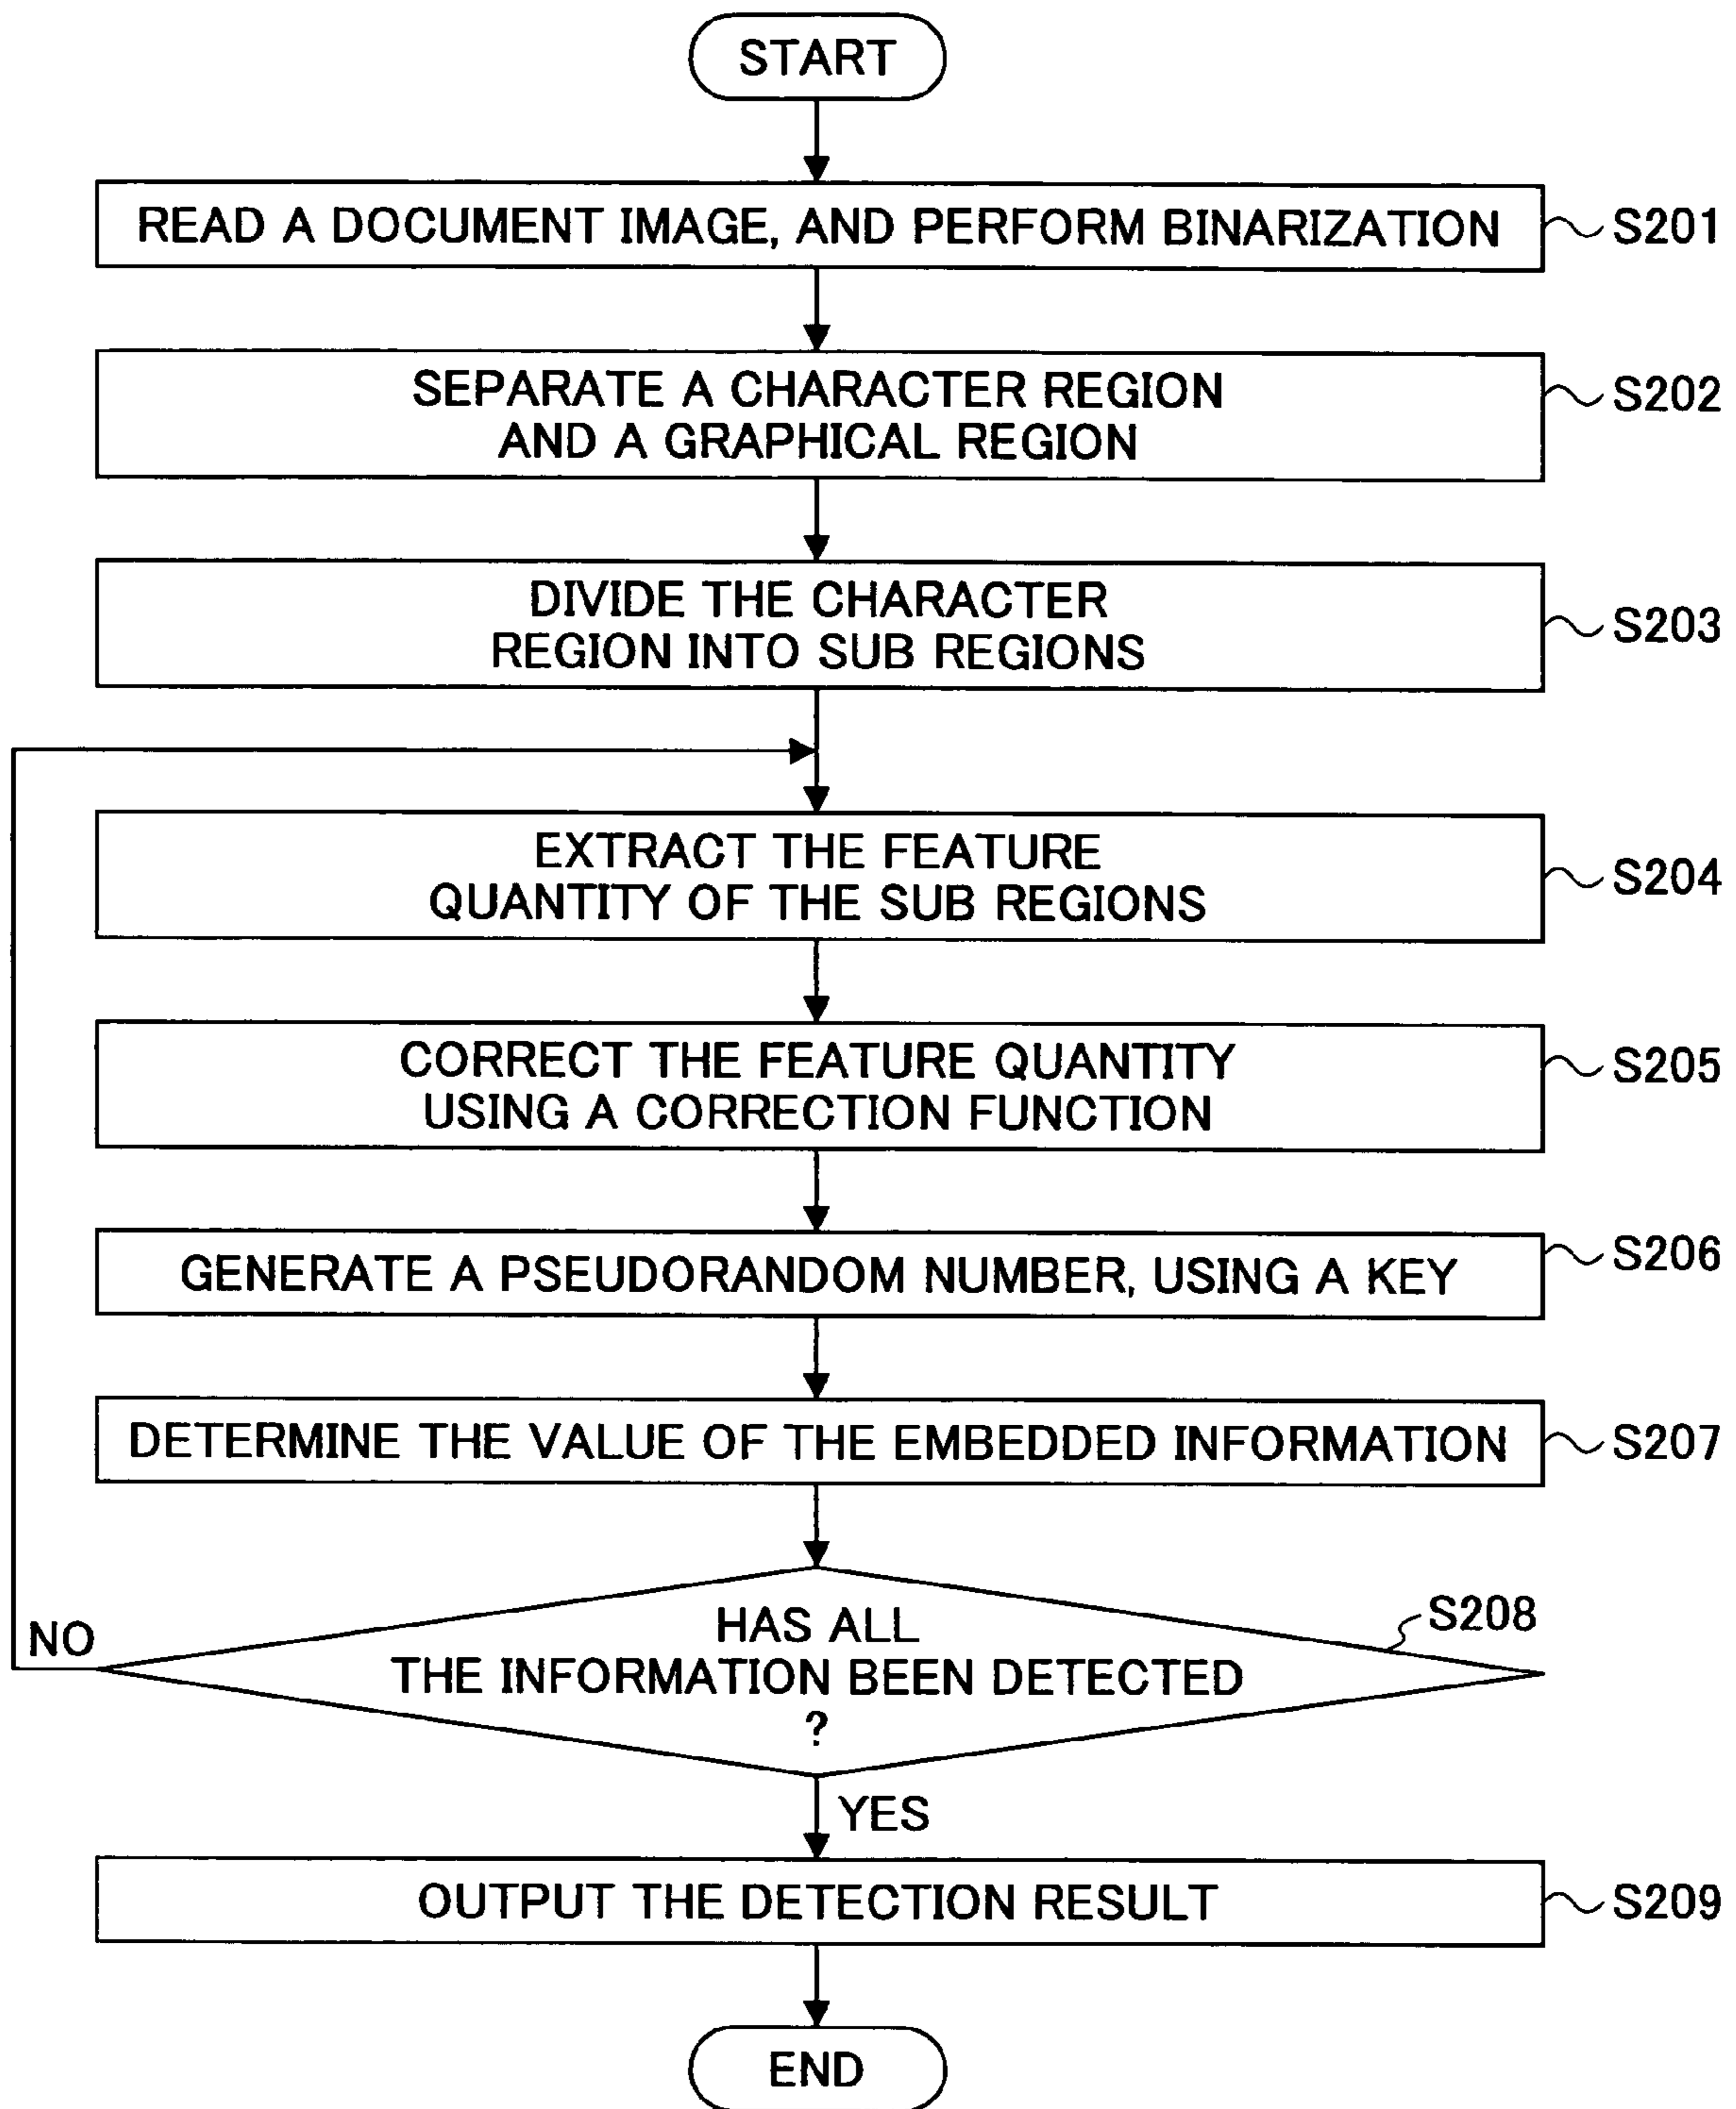 START
READ A DOCUMENT IMAGE, AND PERFORM BINARIZATION
S201
SEPARATE A CHARACTER REGION
AND A GRAPHICAL REGION
S202
DIVIDE THE CHARACTER
REGION INTO SUB REGIONS
S203
EXTRACT THE FEATURE
QUANTITY OF THE SUB REGIONS
S204
CORRECT THE FEATURE QUANTITY
USING A CORRECTION FUNCTION
S205
GENERATE A PSEUDORANDOM NUMBER, USING A KEY
S206
DETERMINE THE VALUE OF THE EMBEDDED INFORMATION
S207
HAS ALL
THE INFORMATION BEEN DETECTED
?
S208
NO
YES
OUTPUT THE DETECTION RESULT
S209
END